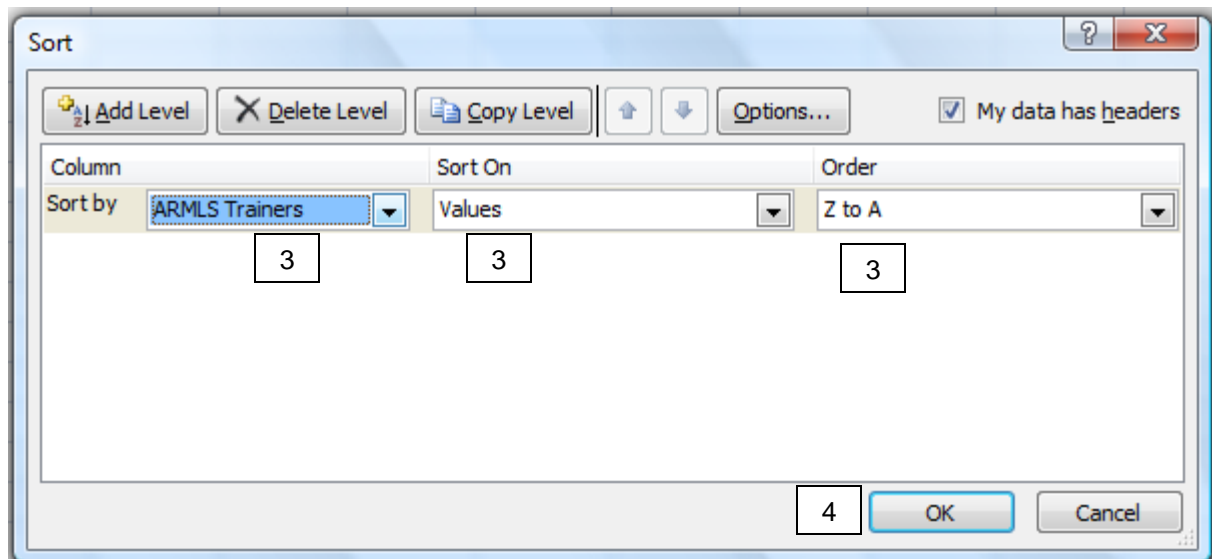 Sort
Add Level Delete Level Copy Level Options... My data has headers
Column Sort On Order
Sort by ARMLS Trainers Values Z to A
3 3 3
4 OK Cancel